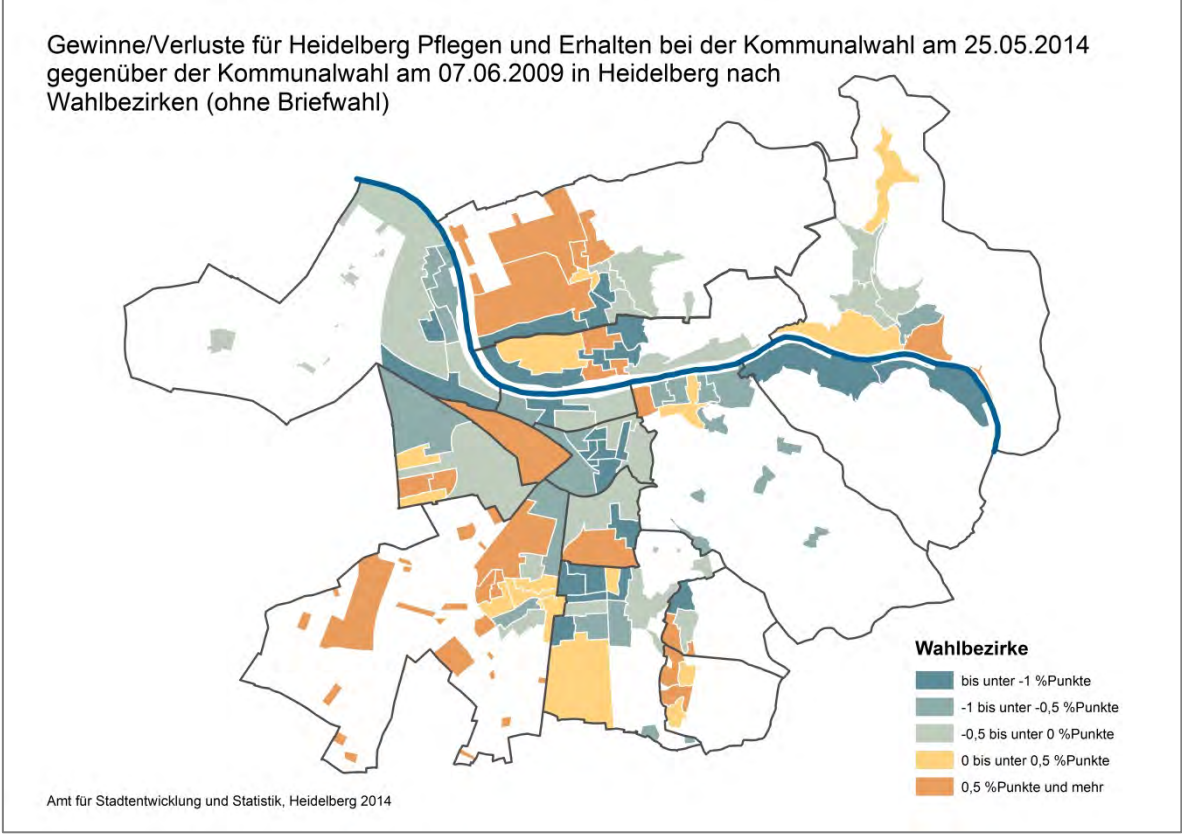 Gewinne/Verluste für Heidelberg Pflegen und Erhalten bei der Kommunalwahl am 25.05.2014
gegenüber der Kommunalwahl am 07.06.2009 in Heidelberg nach
Wahlbezirken (ohne Briefwahl)
Wahlbezirke
bis unter -1 %Punkte
-1 bis unter -0,5 %Punkte
-0,5 bis unter 0 %Punkte
0 bis unter 0,5 %Punkte
0,5 %Punkte und mehr
Amt für Stadtentwicklung und Statistik, Heidelberg 2014